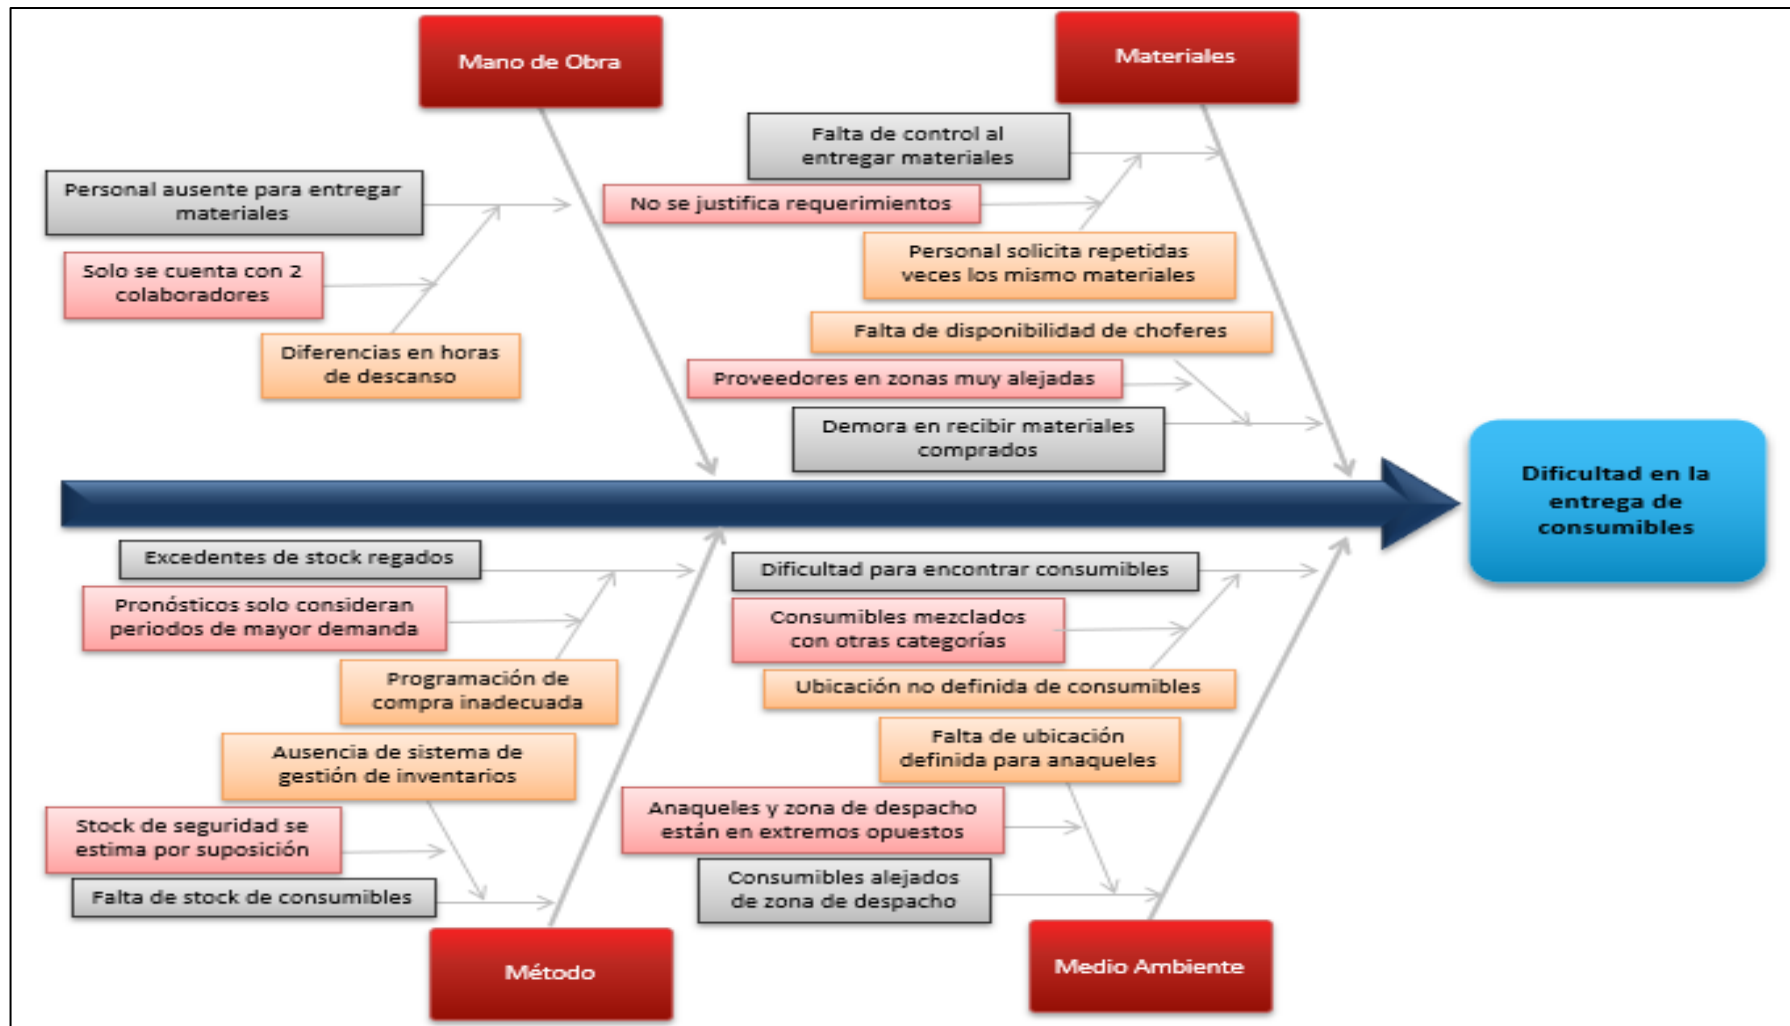 Mano de Obra
Materiales
Falta de control al
entregar materiales
Personal ausente para entregar
materiales
No se justifica requerimientos
Personal solicita repetidas
veces los mismo materiales
Solo se cuenta con 2
colaboradores
Diferencias en horas
de descanso
Falta de disponibilidad de choferes
Proveedores en zonas muy alejadas
Demora en recibir materiales
comprados
Dificultad en la
entrega de
consumibles
Excedentes de stock regados
Pronósticos solo consideran
periodos de mayor demanda
Programación de
compra inadecuada
Ausencia de sistema de
gestión de inventarios
Stock de seguridad se
estima por suposición
Falta de stock de consumibles
Método
Dificultad para encontrar consumibles
Consumibles mezclados
con otras categorías
Ubicación no definida de consumibles
Falta de ubicación
definida para anaqueles
Anaqueles y zona de despacho
están en extremos opuestos
Consumibles alejados
de zona de despacho
Medio Ambiente